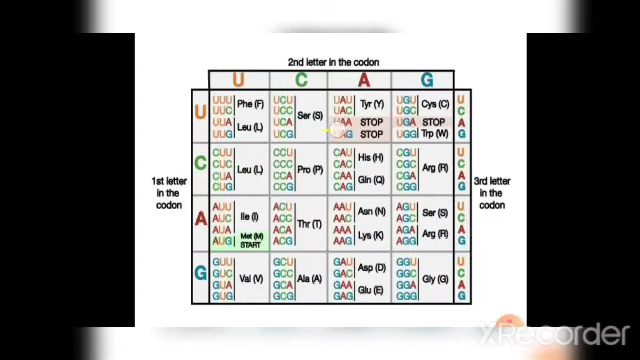 2nd letter in the codon
U C A G
U
UUU UUC Phe (F)
UUA UUG Leu (L)
UCU UCC UCA UCG Ser (S)
UAU UAC Tyr (Y)
UAA STOP
UAG STOP
UGU UGC Cys (C)
UGA STOP
UGG Trp (W)
U C A G
1st letter in the codon
C
CUU CUC CUA CUG Leu (L)
CCU CCC CCA CCG Pro (P)
CAU CAC His (H)
CAA CAG Gln (Q)
CGU CGC CGA CGG Arg (R)
U C A G
3rd letter in the codon
A
AUU AUC AUA Ile (I)
AUG Met (M) START
ACU ACC ACA ACG Thr (T)
AAU AAC Asn (N)
AAA AAG Lys (K)
AGU AGC Ser (S)
AGA AGG Arg (R)
U C A G
G
GUU GUC GUA GUG Val (V)
GCU GCC GCA GCG Ala (A)
GAU GAC Asp (D)
GAA GAG Glu (E)
GGU GGC GGA GGG Gly (G)
U C A G
XRecorder